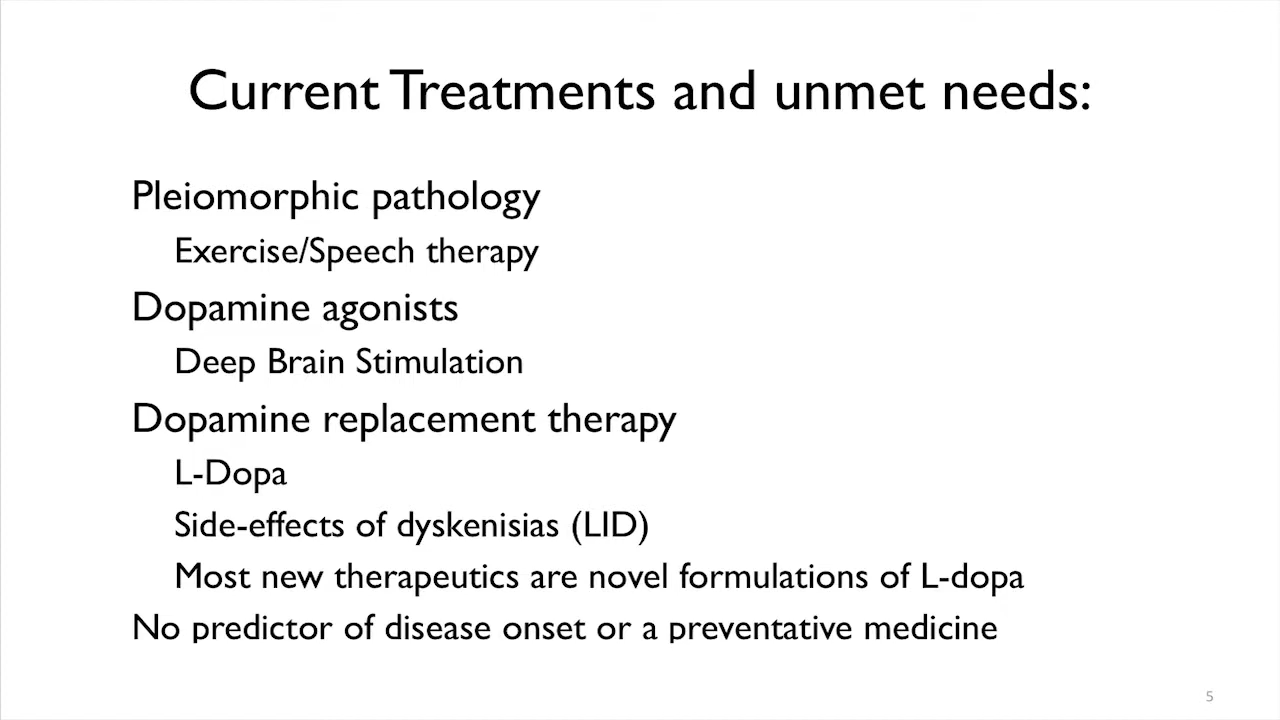 Current Treatments and unmet needs:
Pleiomorphic pathology
Exercise/Speech therapy
Dopamine agonists
Deep Brain Stimulation
Dopamine replacement therapy
L-Dopa
Side-effects of dyskenisias (LID)
Most new therapeutics are novel formulations of L-dopa
No predictor of disease onset or a preventative medicine
5